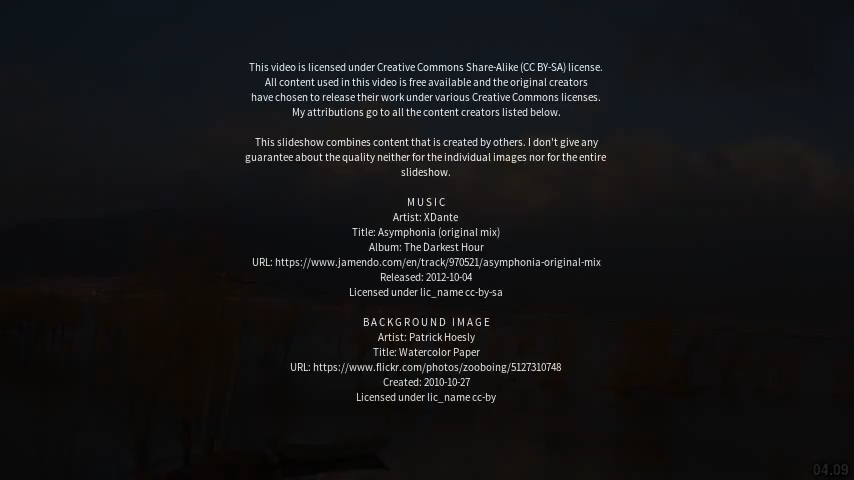 This video is licensed under Creative Commons Share-Alike (CC BY-SA) license.
All content used in this video is free available and the original creators
have chosen to release their work under various Creative Commons licenses.
My attributions go to all the content creators listed below.
This slideshow combines content that is created by others. I don't give any
guarantee about the quality neither for the individual images nor for the entire
slideshow.
MUSIC
Artist: XDante
Title: Asymphonia (original mix)
Album: The Darkest Hour
URL: https://www.jamendo.com/en/track/970521/asymphonia-original-mix
Released: 2012-10-04
Licensed under lic_name cc-by-sa
BACKGROUND IMAGE
Artist: Patrick Hoesly
Title: Watercolor Paper
URL: https://www.flickr.com/photos/zooboing/5127310748
Created: 2010-10-27
Licensed under lic_name cc-by
04.09